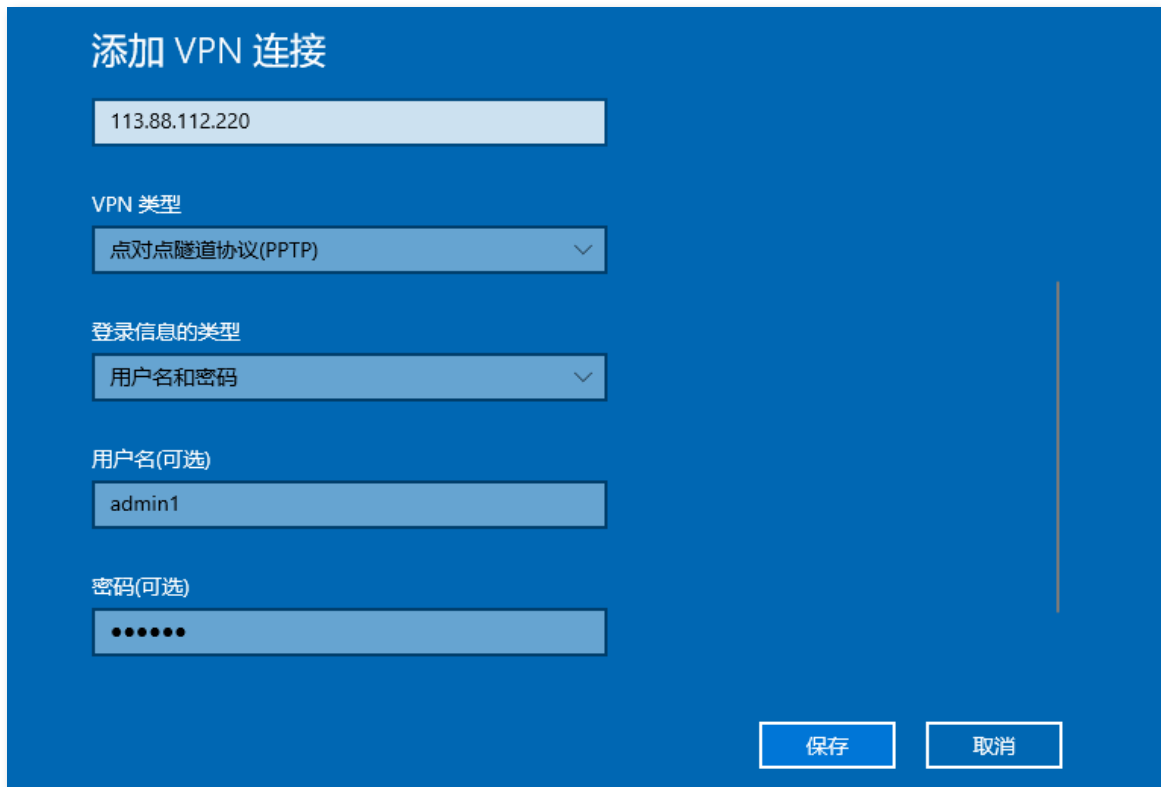 添加 VPN 连接
113.88.112.220
VPN 类型
点对点隧道协议(PPTP)
登录信息的类型
用户名和密码
用户名(可选)
admin1
密码(可选)
●●●●●●
保存
取消